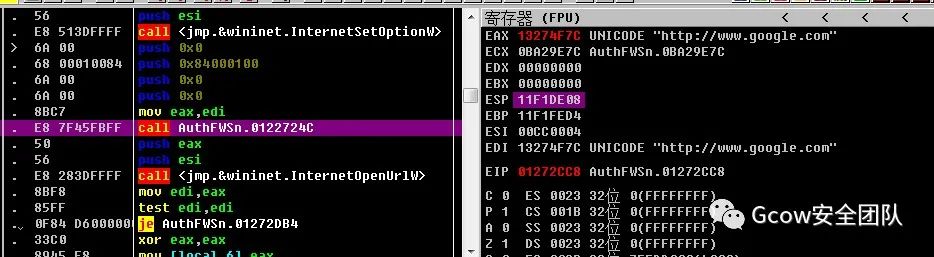 56 push esi
E8 513DFFFF call <jmp.&wininet.InternetSetOptionW>
6A 00 push 0x0
68 00010084 push 0x84000100
6A 00 push 0x0
6A 00 push 0x0
8BC7 mov eax,edi
E8 7F45FBFF call AuthFWSn.0122724C
50 push eax
56 push esi
E8 283DFFFF call <jmp.&wininet.InternetOpenUrlW>
8BF8 mov edi,eax
85FF test edi,edi
0F84 D600000 je AuthFWSn.01272DB4
33C0 xor eax,eax
8945 E8 mov [local.6],eax
寄存器 (FPU) < < < <
EAX 13274F7C UNICODE "http://www.google.com"
ECX 0BA29E7C AuthFWSn.0BA29E7C
EDX 00000000
EBX 00000000
ESP 11F1DE08
EBP 11F1FED4
ESI 00CC0004
EDI 13274F7C UNICODE "http://www.google.com"
EIP 01272CC8 AuthFWSn.01272CC8
C 0 ES 0023 32位 0(FFFFFFFF)
P 1 CS 001B 32位 0(FFFFFFFF)
A 0 SS 0023 32位 0(FFFFFFFF)
Z 1 DS 0023 32位 0(FFFFFFFF)
Gcow安全团队